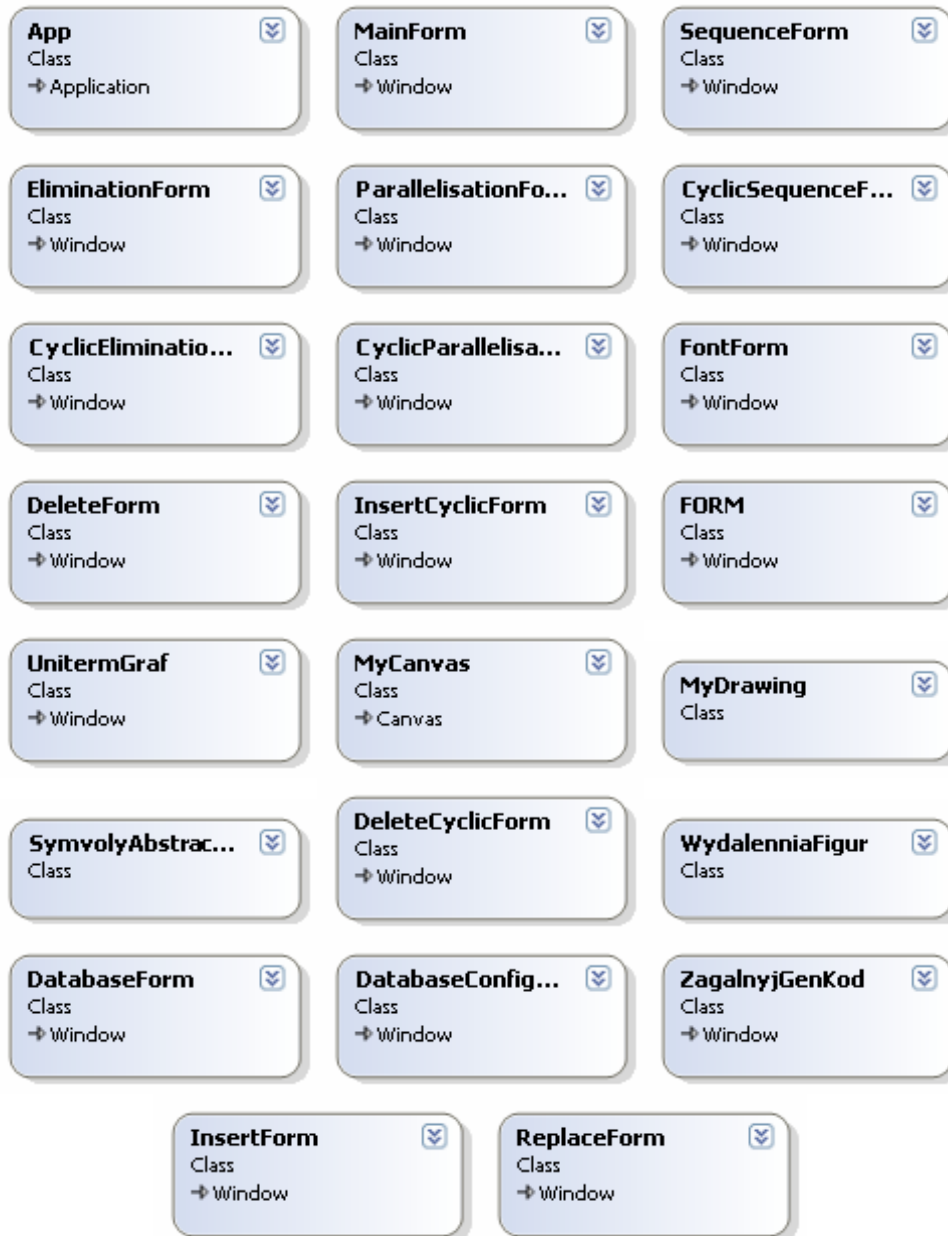 App
Class
Application
MainForm
Class
Window
SequenceForm
Class
Window
EliminationForm
Class
Window
ParallelisationFo...
Class
Window
CyclicSequenceF...
Class
Window
CyclicEliminatio...
Class
Window
CyclicParallelisa...
Class
Window
FontForm
Class
Window
DeleteForm
Class
Window
InsertCyclicForm
Class
Window
FORM
Class
Window
UnitermGraf
Class
Window
MyCanvas
Class
Canvas
MyDrawing
Class
SymvolyAbstrac...
Class
DeleteCyclicForm
Class
Window
WydalenniaFigur
Class
DatabaseForm
Class
Window
DatabaseConfig...
Class
Window
ZagalnyjGenKod
Class
Window
InsertForm
Class
Window
ReplaceForm
Class
Window